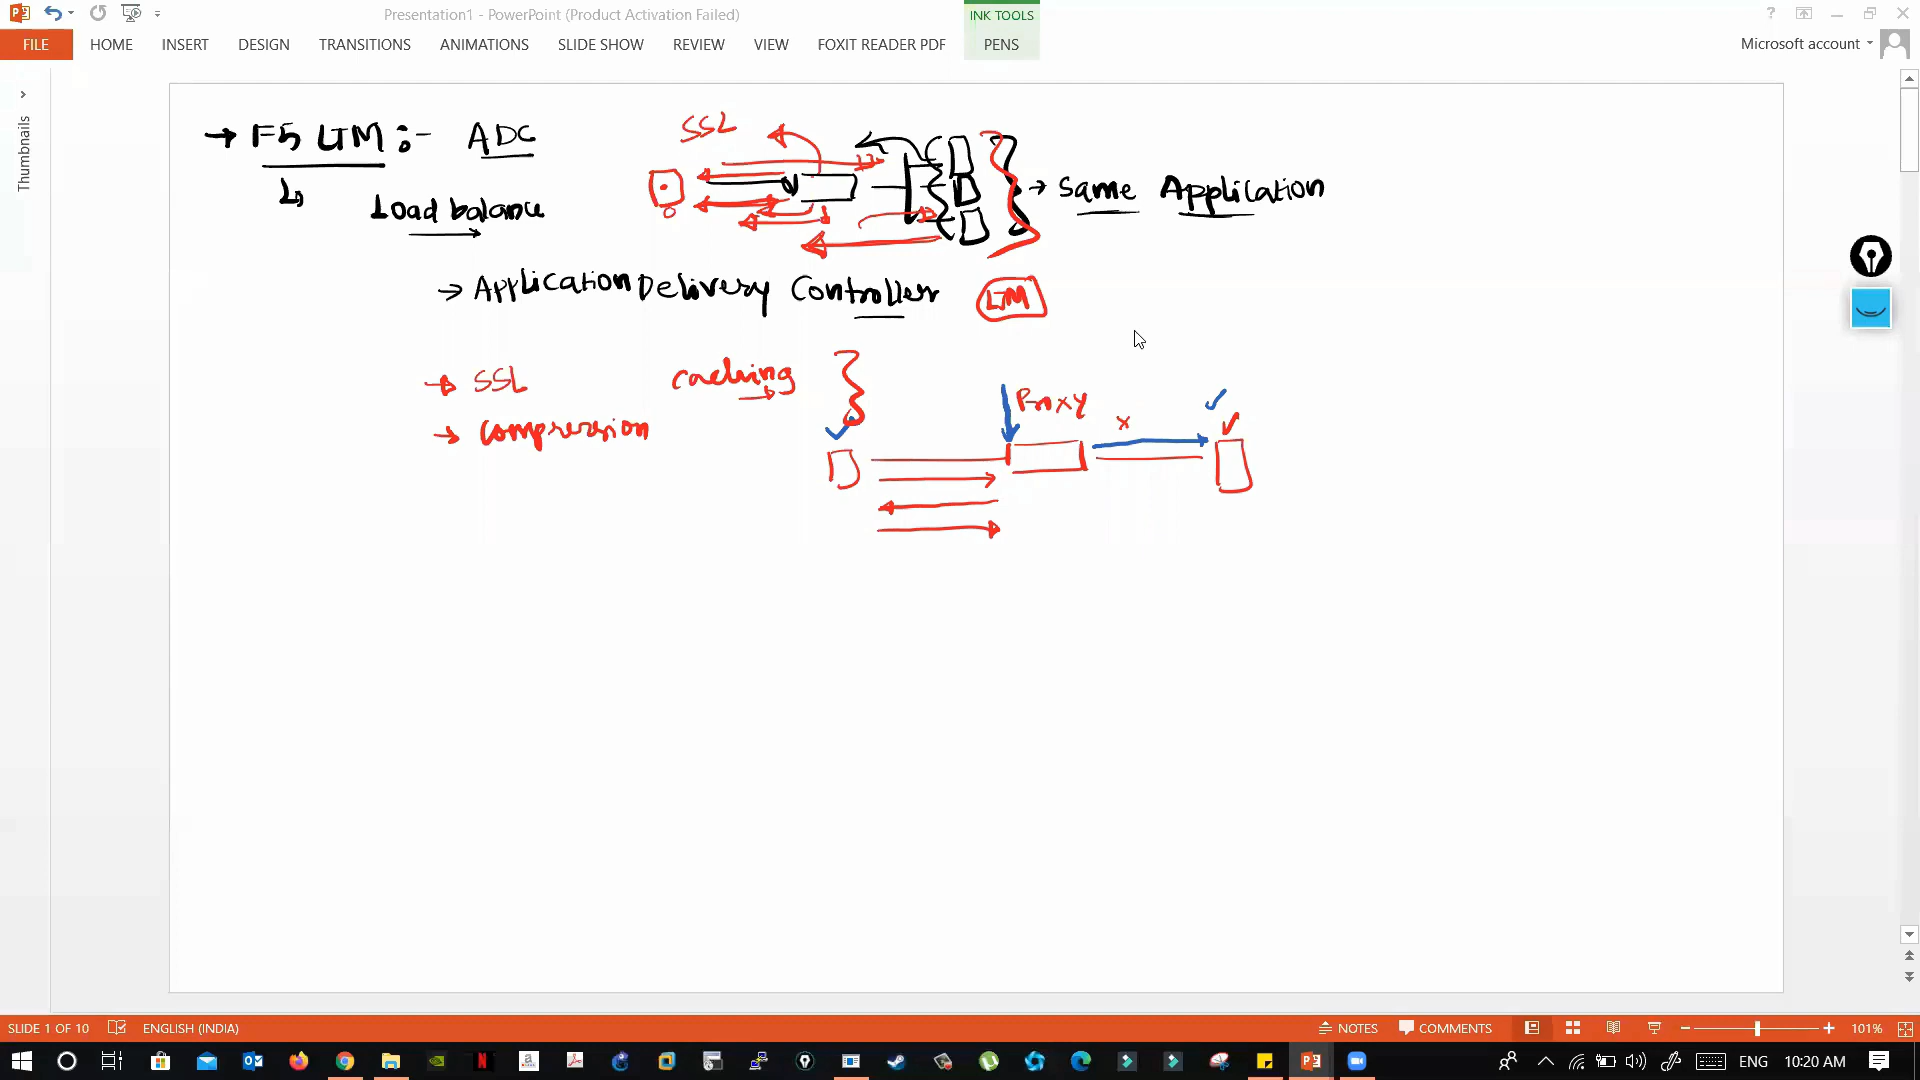 Presentation1 - PowerPoint (Product Activation Failed)
INK TOOLS
FILE HOME INSERT DESIGN TRANSITIONS ANIMATIONS SLIDE SHOW REVIEW VIEW FOXIT READER PDF PENS
Microsoft account
Thumbnails
→ F5 LTM :- ADC
SSL
Load balance
→ Same Application
→ Application Delivery Controller LTM
→ SSL caching
→ compression
Proxy
x
SLIDE 1 OF 10 ENGLISH (INDIA) NOTES COMMENTS 101%
ENG 10:20 AM